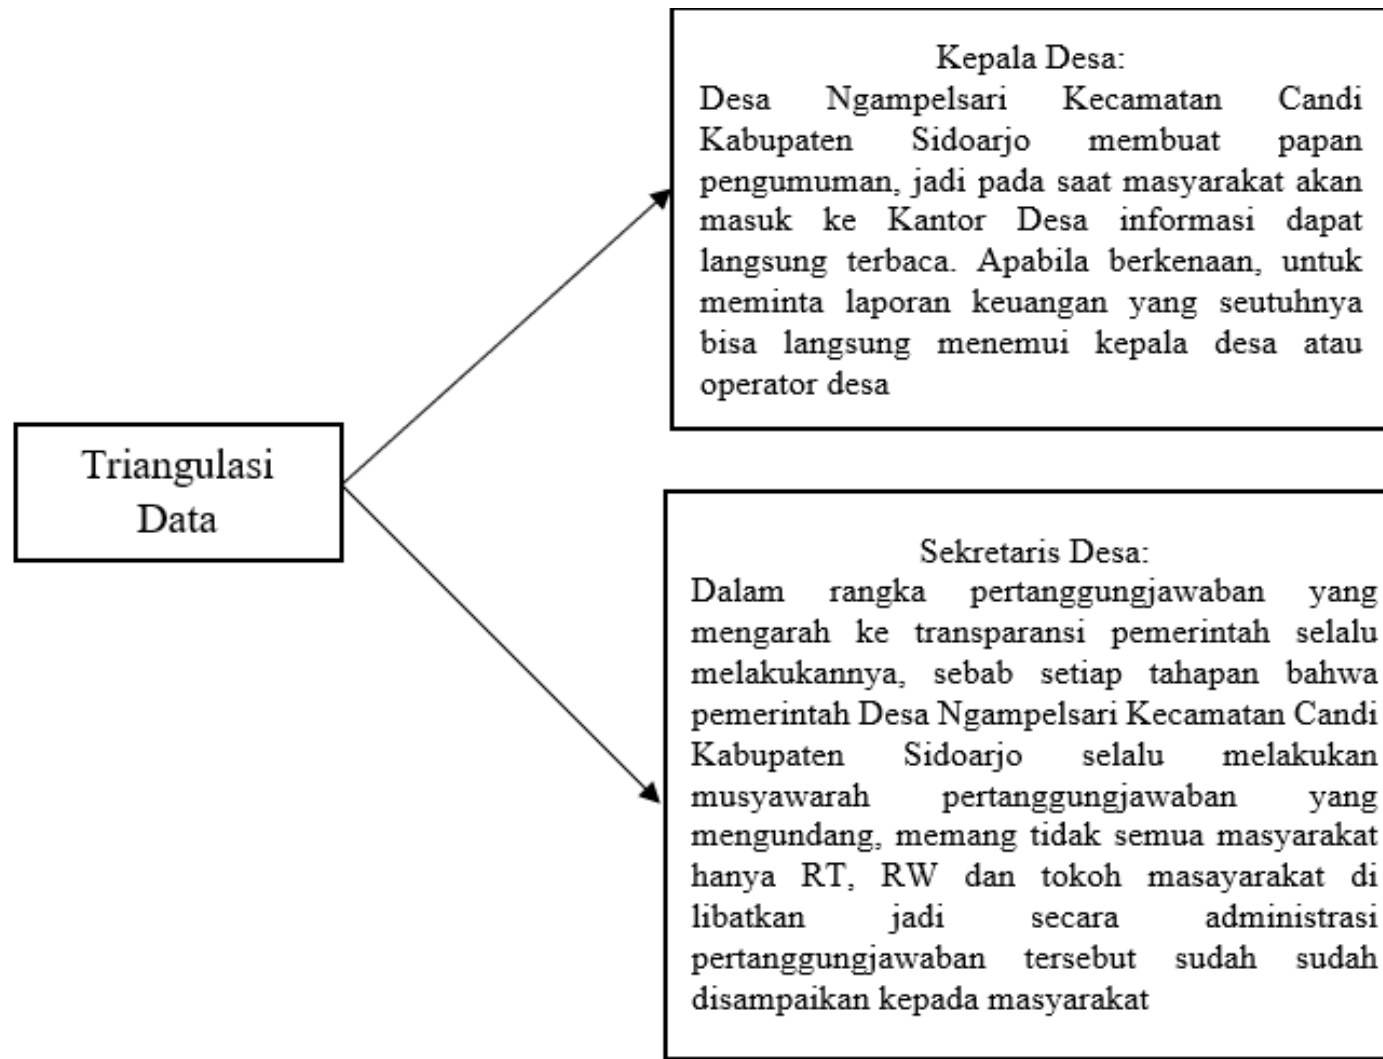 Kepala Desa:
Desa Ngampelsari Kecamatan Candi
Kabupaten Sidoarjo membuat papan
pengumuman, jadi pada saat masyarakat akan
masuk ke Kantor Desa informasi dapat
langsung terbaca. Apabila berkenaan, untuk
meminta laporan keuangan yang seutuhnya
bisa langsung menemui kepala desa atau
operator desa
Triangulasi
Data
Sekretaris Desa:
Dalam rangka pertanggungjawaban yang
mengarah ke transparansi pemerintah selalu
melakukannya, sebab setiap tahapan bahwa
pemerintah Desa Ngampelsari Kecamatan Candi
Kabupaten Sidoarjo selalu melakukan
musyawarah pertanggungjawaban yang
mengundang, memang tidak semua masyarakat
hanya RT, RW dan tokoh masayarakat di
libatkan jadi secara administrasi
pertanggungjawaban tersebut sudah sudah
disampaikan kepada masyarakat